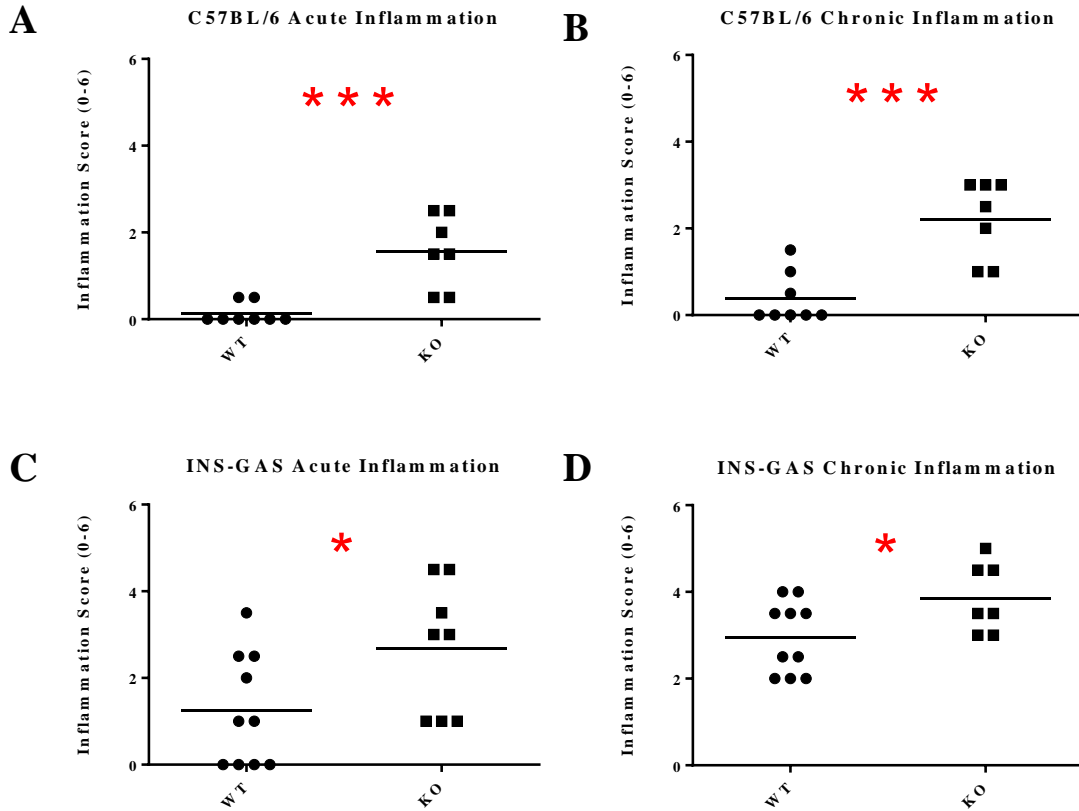 A
C57BL/6 Acute Inflammation
Inflammation Score (0-6)
6
4
2
0
***
WT
KO
B
C57BL/6 Chronic Inflammation
Inflammation Score (0-6)
6
4
2
0
***
WT
KO
C
INS-GAS Acute Inflammation
Inflammation Score (0-6)
6
4
2
0
*
WT
KO
D
INS-GAS Chronic Inflammation
Inflammation Score (0-6)
6
4
2
0
*
WT
KO